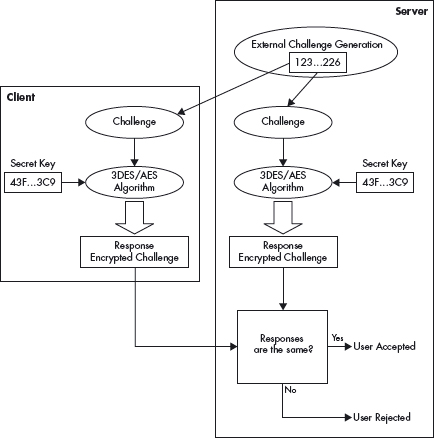 Server
External Challenge Generation
123...226
Client
Challenge
Challenge
Secret Key
43F...3C9
3DES/AES
Algorithm
3DES/AES
Algorithm
Secret Key
43F...3C9
Response
Encrypted Challenge
Response
Encrypted Challenge
Responses
are the same?
Yes
User Accepted
No
User Rejected